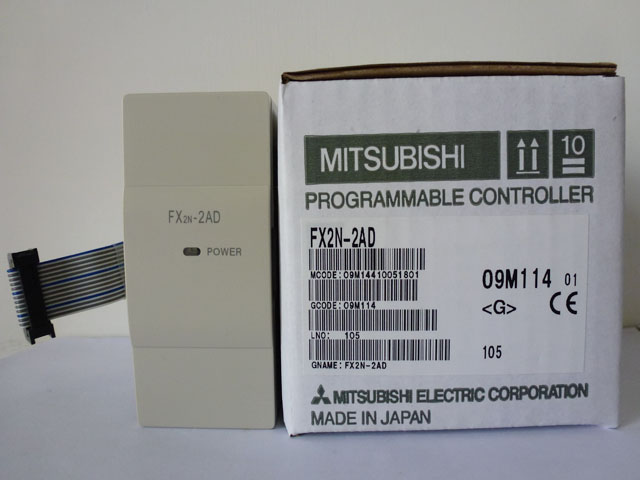 FX2N-2AD
POWER
MITSUBISHI
10
PROGRAMMABLE CONTROLLER
FX2N-2AD
MCODE: 09M14410051801
GCODE: 09M114
LNO: 105
GNAME: FX2N-2AD
09M114 01
<G> CE
105
MITSUBISHI ELECTRIC CORPORATION
MADE IN JAPAN